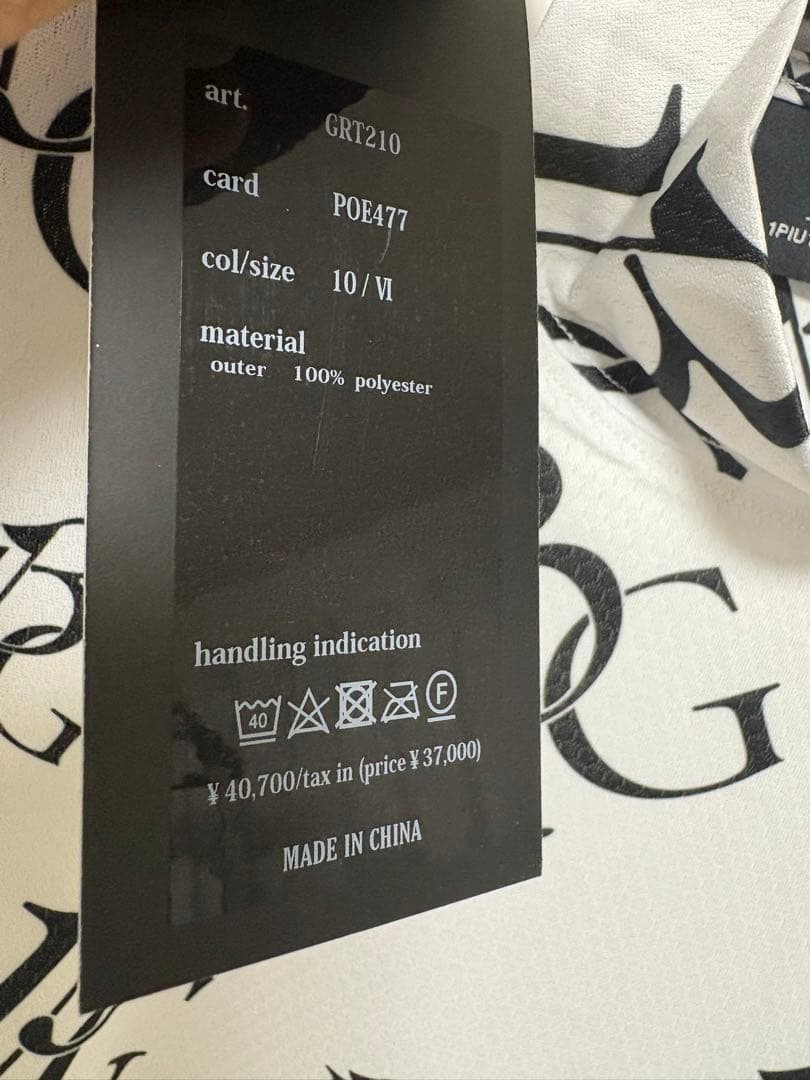 art. GRT210
card POE477
col/size 10 / Ⅵ
material
outer 100% polyester
handling indication
40 F
¥ 40,700/tax in (price ¥ 37,000)
MADE IN CHINA
1PIU
G